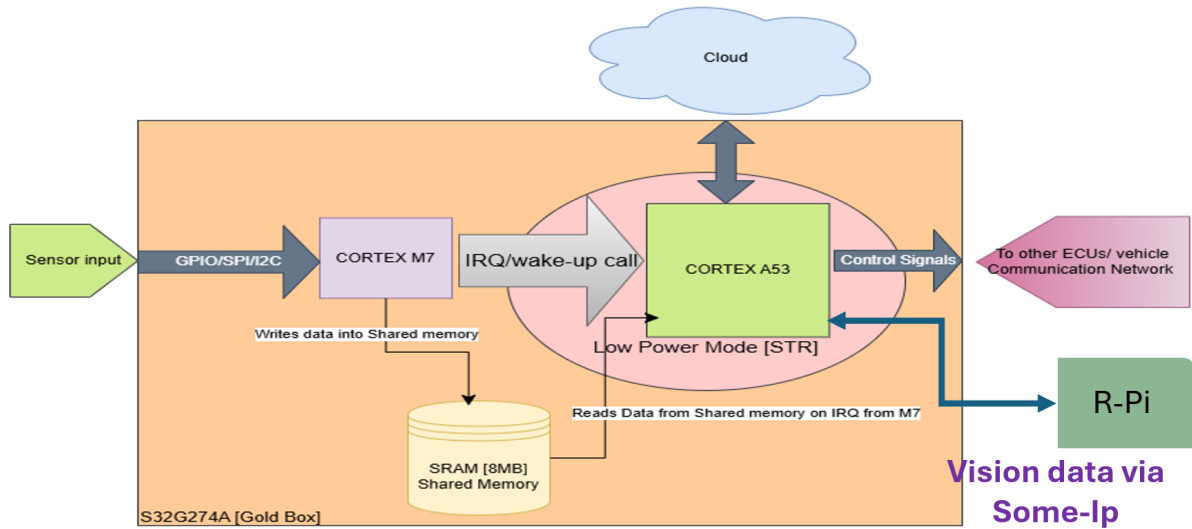 Cloud
Sensor input
GPIO/SPI/I2C
CORTEX M7
IRQ/wake-up call
CORTEX A53
Control Signals
To other ECUs/ vehicle
Communication Network
Writes data into Shared memory
Low Power Mode [STR]
Reads Data from Shared memory on IRQ from M7
R-Pi
SRAM [8MB]
Shared Memory
Vision data via
Some-Ip
S32G274A [Gold Box]